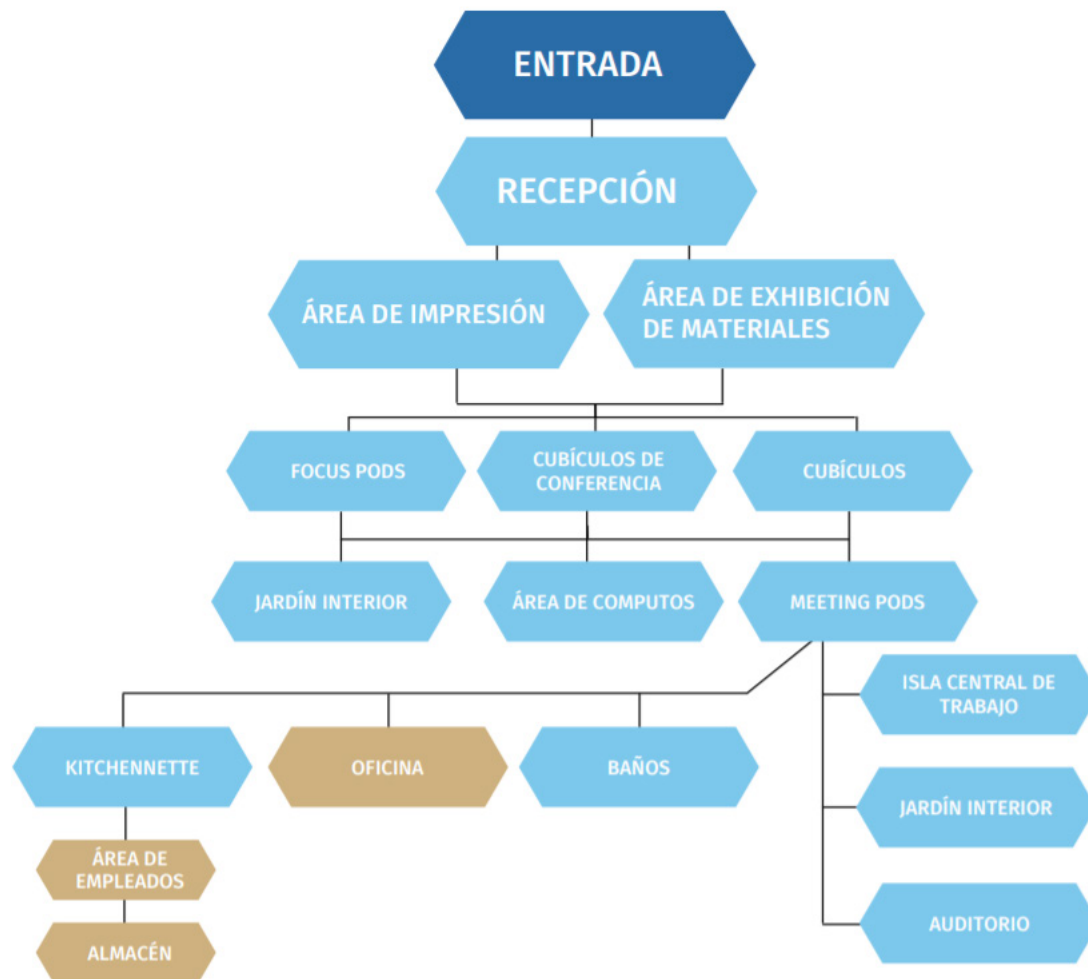 ENTRADA
RECEPCIÓN
ÁREA DE IMPRESIÓN
ÁREA DE EXHIBICIÓN
DE MATERIALES
FOCUS PODS
CUBÍCULOS DE
CONFERENCIA
CUBÍCULOS
JARDÍN INTERIOR
ÁREA DE COMPUTOS
MEETING PODS
ISLA CENTRAL DE
TRABAJO
KITCHENNETTE
OFICINA
BAÑOS
JARDÍN INTERIOR
ÁREA DE
EMPLEADOS
AUDITORIO
ALMACÉN